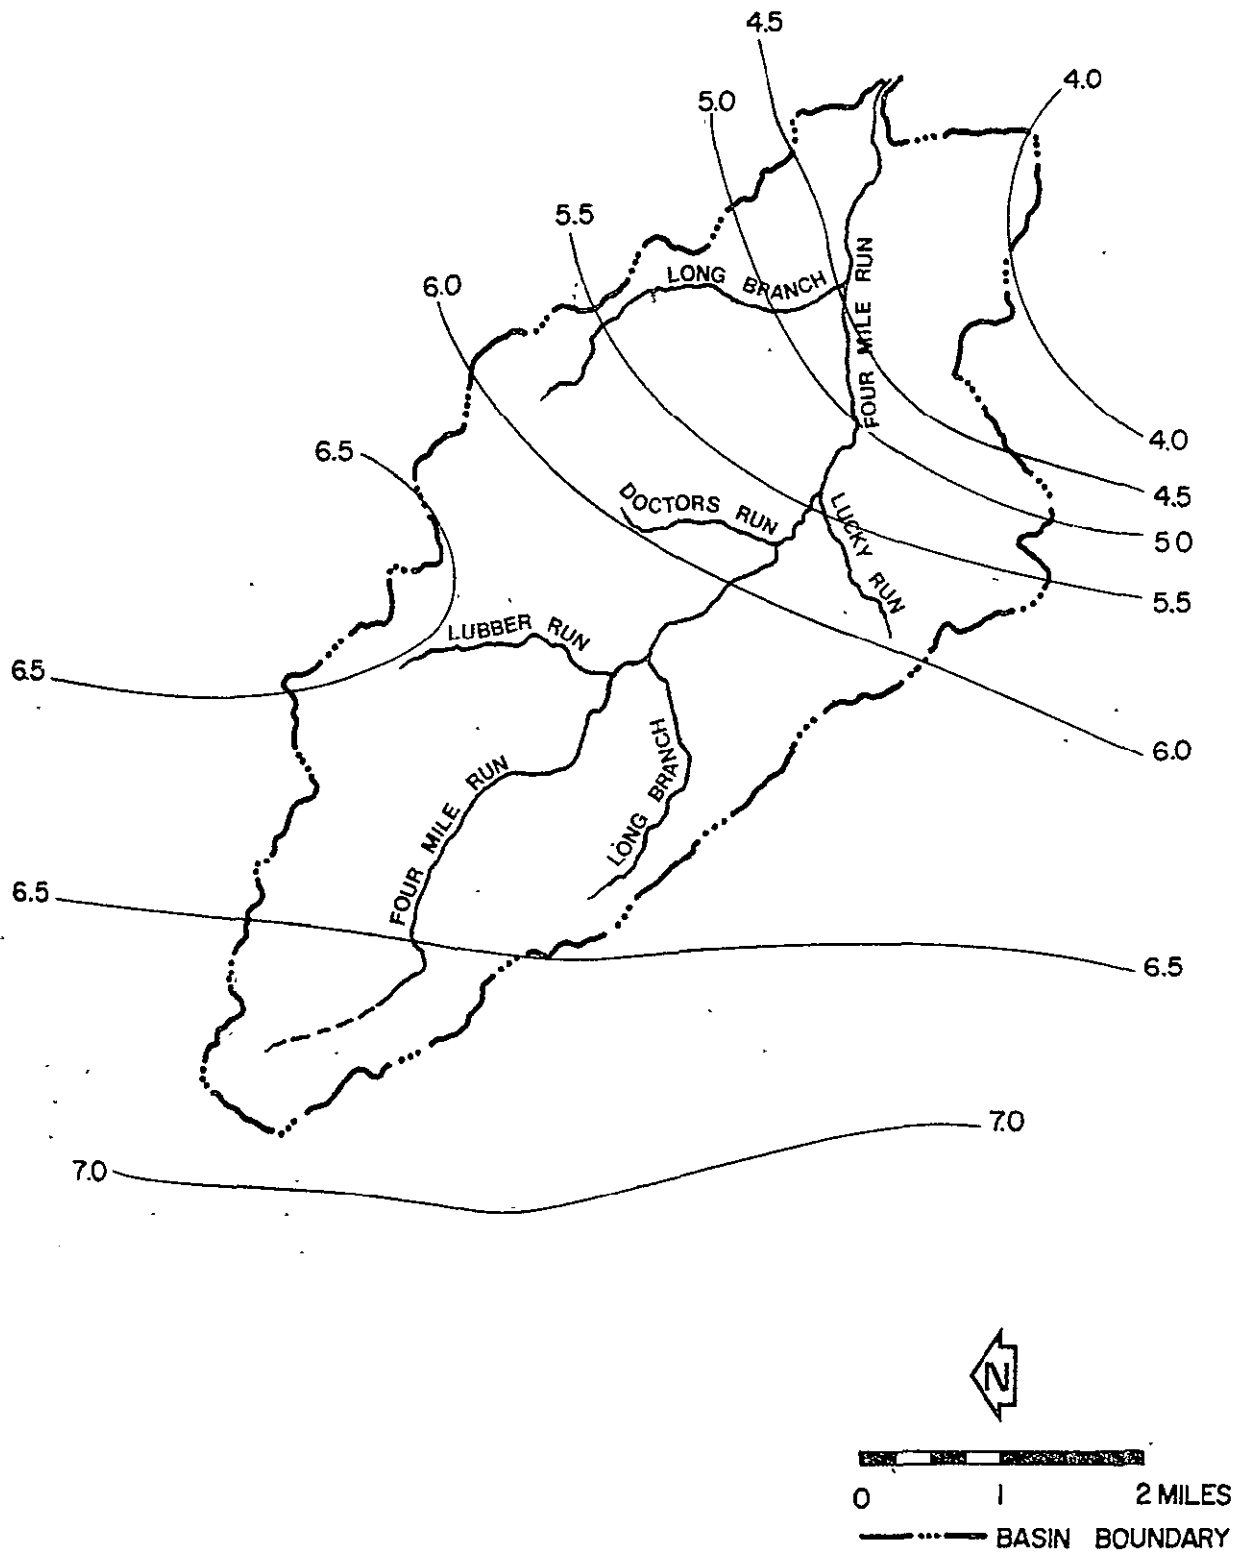 4.5
4.0
5.0
5.5
LONG BRANCH
FOUR MILE RUN
6.0
4.0
6.5
4.5
DOCTORS RUN
LUCKY RUN
5.0
5.5
LUBBER RUN
6.5
LONG BRANCH
6.0
FOUR MILE RUN
6.5
6.5
7.0
7.0
N
0 1 2 MILES
BASIN BOUNDARY